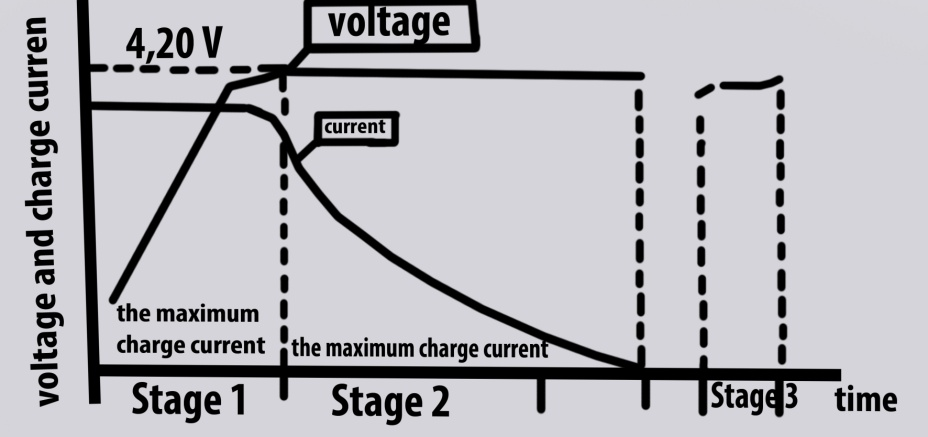 voltage and charge curren
4,20 V
voltage
current
the maximum
charge current
the maximum charge current
Stage 1
Stage 2
Stage 3
time